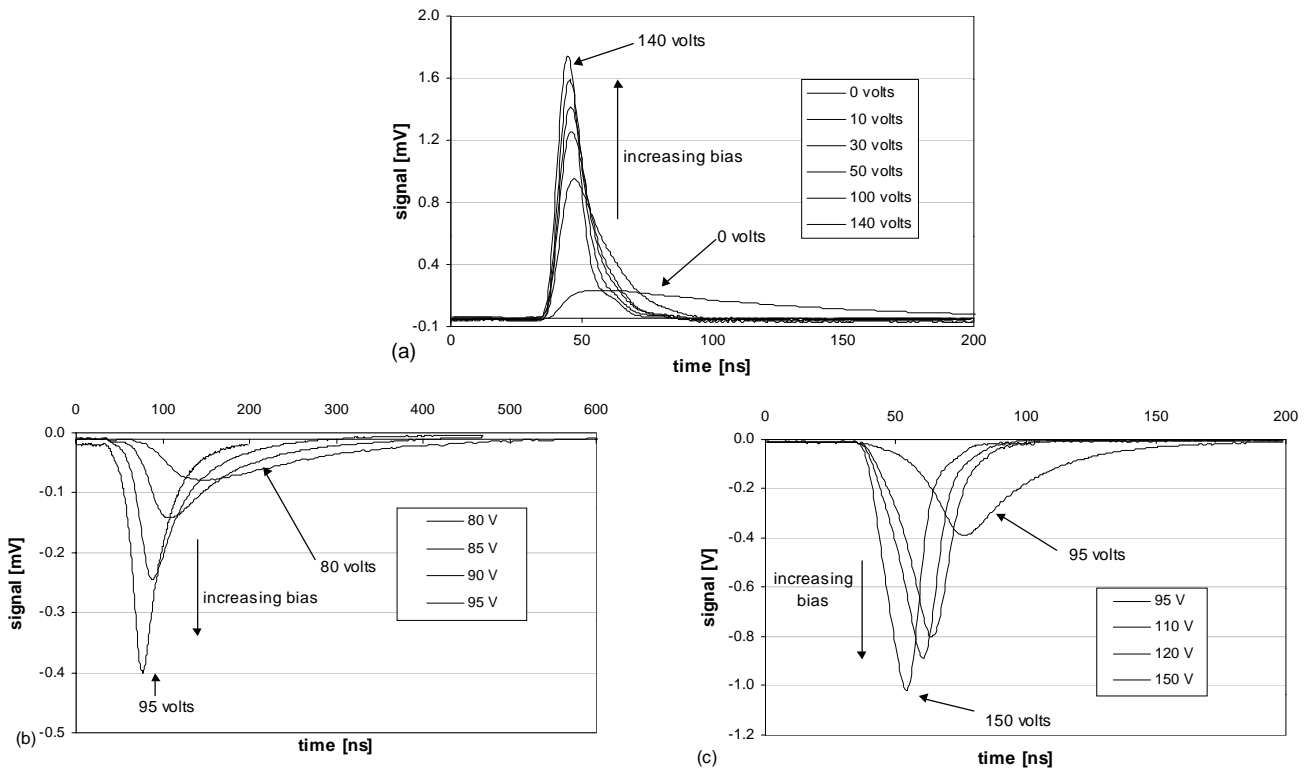 2.0
1.6
1.2
0.8
0.4
-0.1
signal [mV]
140 volts
increasing bias
0 volts
0 volts
10 volts
30 volts
50 volts
100 volts
140 volts
0 50 100 150 200
time [ns]
(a)
0 100 200 300 400 500 600
0.0
-0.1
-0.2
-0.3
-0.4
-0.5
signal [mV]
80 volts
increasing bias
95 volts
80 V
85 V
90 V
95 V
time [ns]
(b)
0 50 100 150 200
0.0
-0.2
-0.4
-0.6
-0.8
-1.0
-1.2
signal [V]
95 volts
increasing
bias
150 volts
95 V
110 V
120 V
150 V
time [ns]
(c)